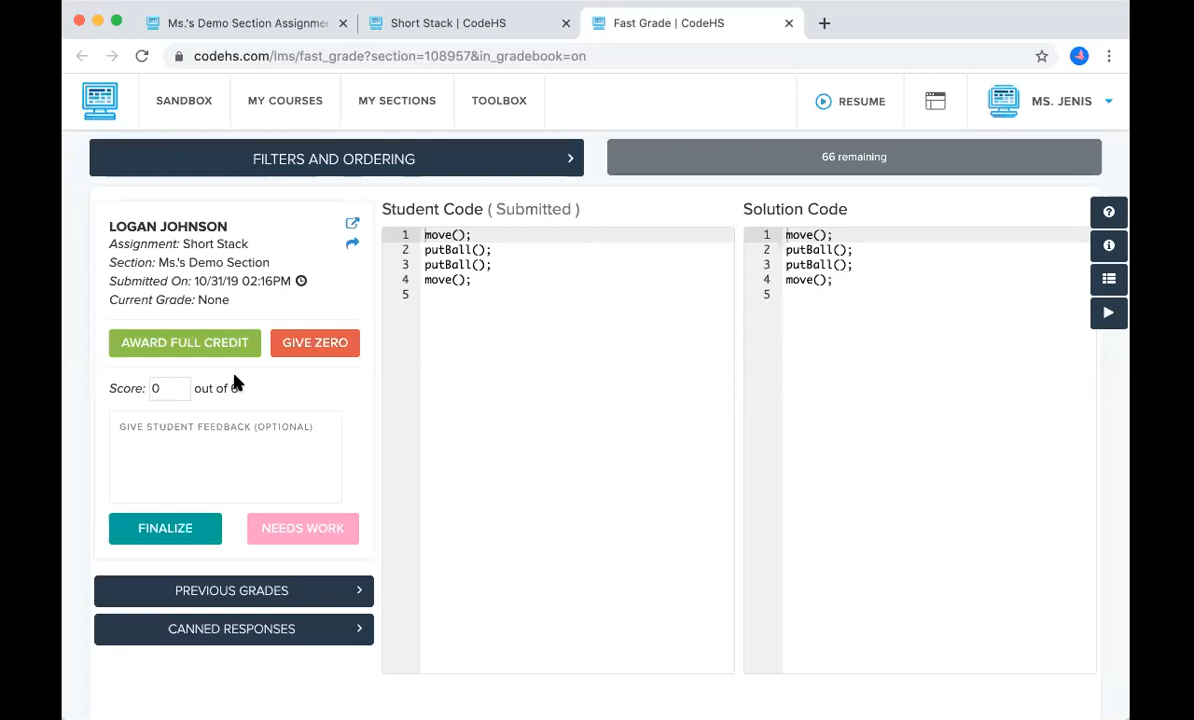 Ms.'s Demo Section Assignmer
Short Stack | CodeHS
Fast Grade | CodeHS
codehs.com/lms/fast_grade?section=108957&in_gradebook=on
SANDBOX
MY COURSES
MY SECTIONS
TOOLBOX
RESUME
MS. JENIS
FILTERS AND ORDERING
66 remaining
LOGAN JOHNSON
Assignment: Short Stack
Section: Ms.'s Demo Section
Submitted On: 10/31/19 02:16PM
Current Grade: None
AWARD FULL CREDIT
GIVE ZERO
Score: 0 out of
GIVE STUDENT FEEDBACK (OPTIONAL)
FINALIZE
NEEDS WORK
PREVIOUS GRADES
CANNED RESPONSES
Student Code ( Submitted )
1 move();
2 putBall();
3 putBall();
4 move();
5
Solution Code
1 move();
2 putBall();
3 putBall();
4 move();
5